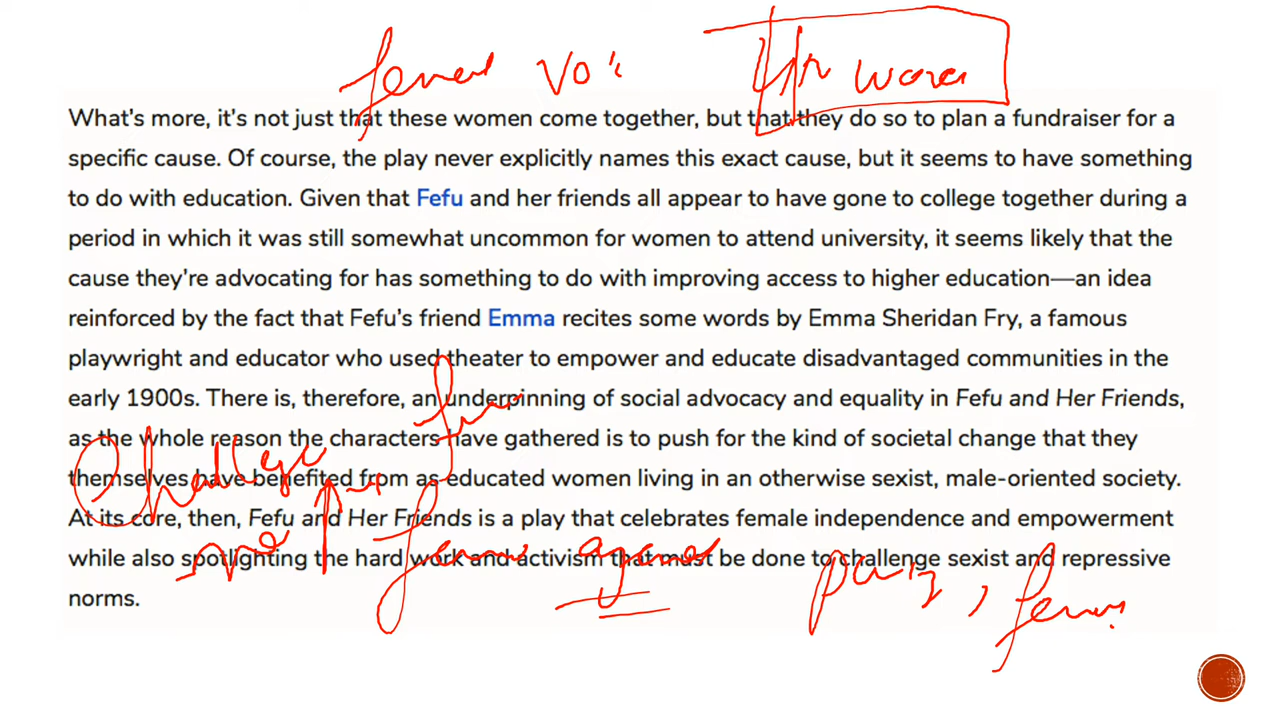 What's more, it's not just that these women come together, but that they do so to plan a fundraiser for a
specific cause. Of course, the play never explicitly names this exact cause, but it seems to have something
to do with education. Given that Fefu and her friends all appear to have gone to college together during a
period in which it was still somewhat uncommon for women to attend university, it seems likely that the
cause they're advocating for has something to do with improving access to higher education—an idea
reinforced by the fact that Fefu's friend Emma recites some words by Emma Sheridan Fry, a famous
playwright and educator who used theater to empower and educate disadvantaged communities in the
early 1900s. There is, therefore, an underpinning of social advocacy and equality in Fefu and Her Friends,
as the whole reason the characters have gathered is to push for the kind of societal change that they
themselves have benefited from as educated women living in an otherwise sexist, male-oriented society.
At its core, then, Fefu and Her Friends is a play that celebrates female independence and empowerment
while also spotlighting the hard work and activism that must be done to challenge sexist and repressive
norms.